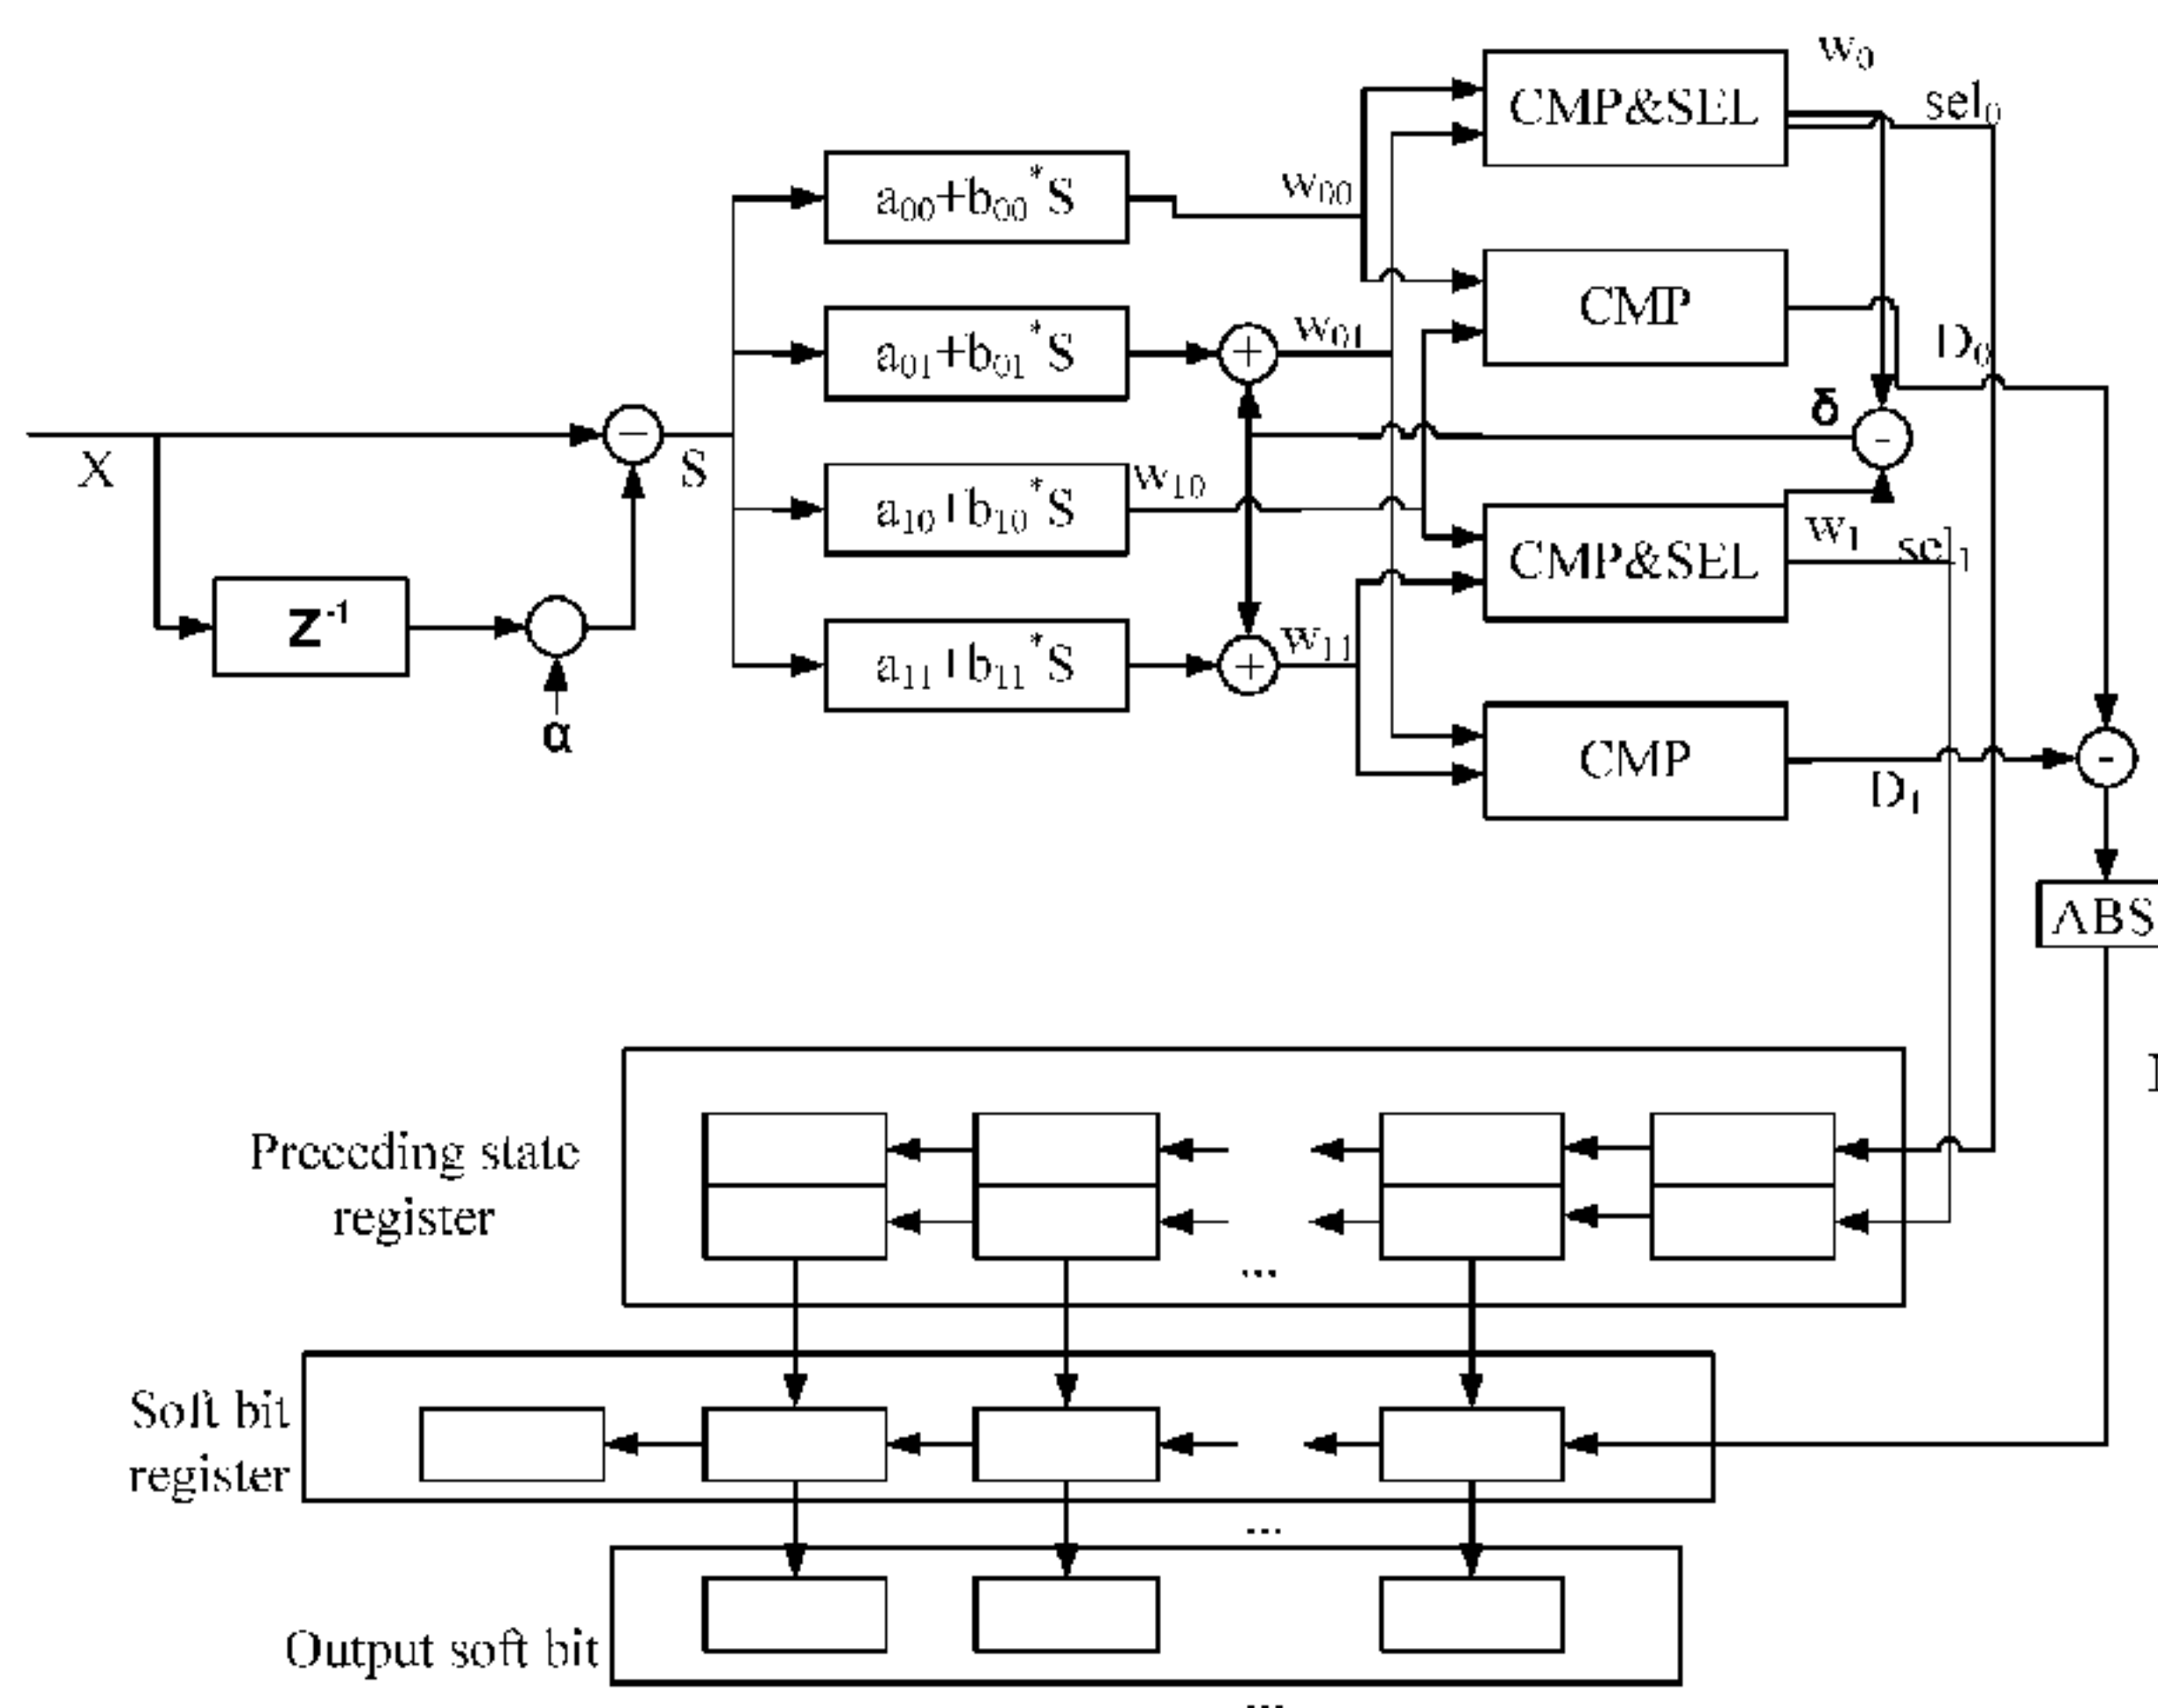 w₀
CMP&SEL
sel₀
a₀₀+b₀₀*S
w₀₀
CMP
a₀₁+b₀₁*S
+
w₀₁
D₀
δ
-
X
−
S
a₁₀+b₁₀*S
w₁₀
CMP&SEL
w₁
sel₁
Z⁻¹
a₁₁+b₁₁*S
+
w₁₁
α
CMP
D₁
-
ABS
Preceding state
register
...
Soft bit
register
...
Output soft bit
...